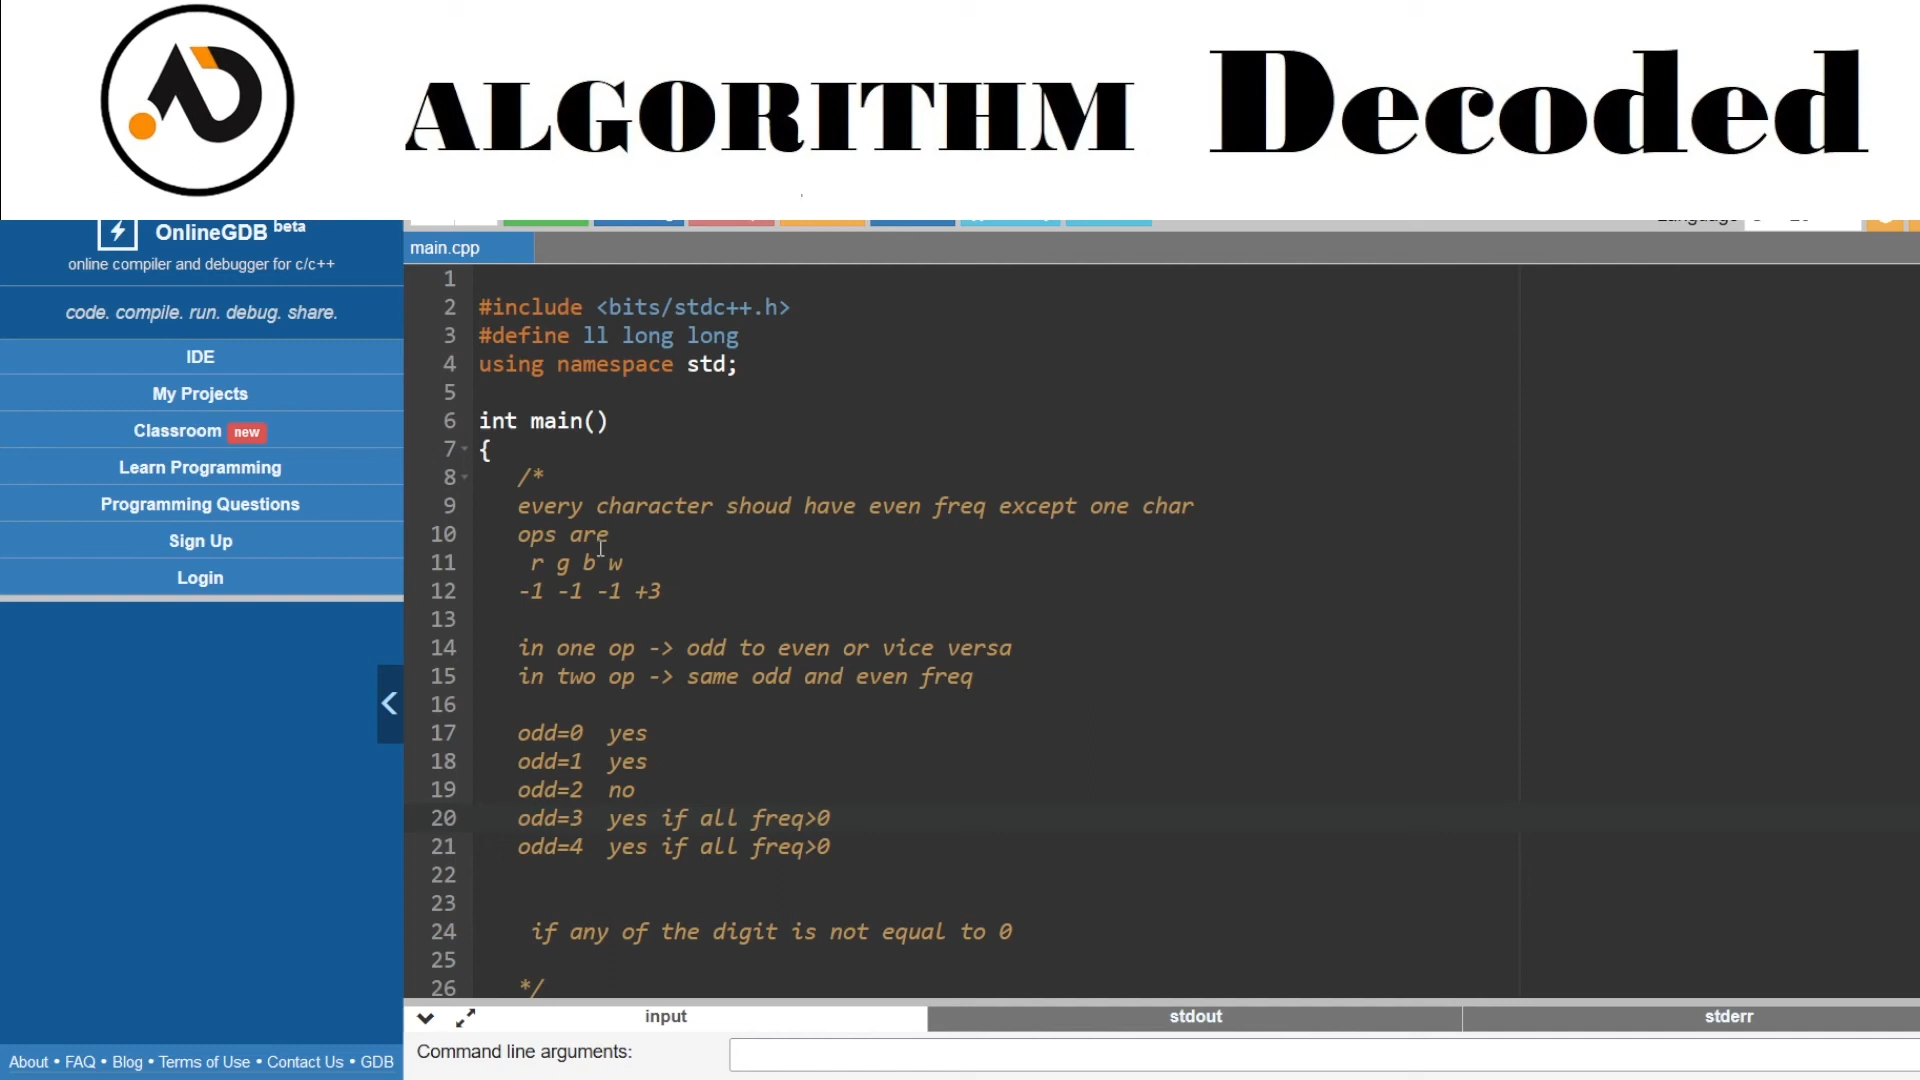 ALGORITHM Decoded
OnlineGDB beta
online compiler and debugger for c/c++
code. compile. run. debug. share.
IDE
My Projects
Classroom new
Learn Programming
Programming Questions
Sign Up
Login
About • FAQ • Blog • Terms of Use • Contact Us • GDB
main.cpp
1
2 #include <bits/stdc++.h>
3 #define ll long long
4 using namespace std;
5
6 int main()
7 {
8 /*
9 every character shoud have even freq except one char
10 ops are
11 r g b w
12 -1 -1 -1 +3
13
14 in one op -> odd to even or vice versa
15 in two op -> same odd and even freq
16
17 odd=0 yes
18 odd=1 yes
19 odd=2 no
20 odd=3 yes if all freq>0
21 odd=4 yes if all freq>0
22
23
24 if any of the digit is not equal to 0
25
26 */
input stdout stderr
Command line arguments: